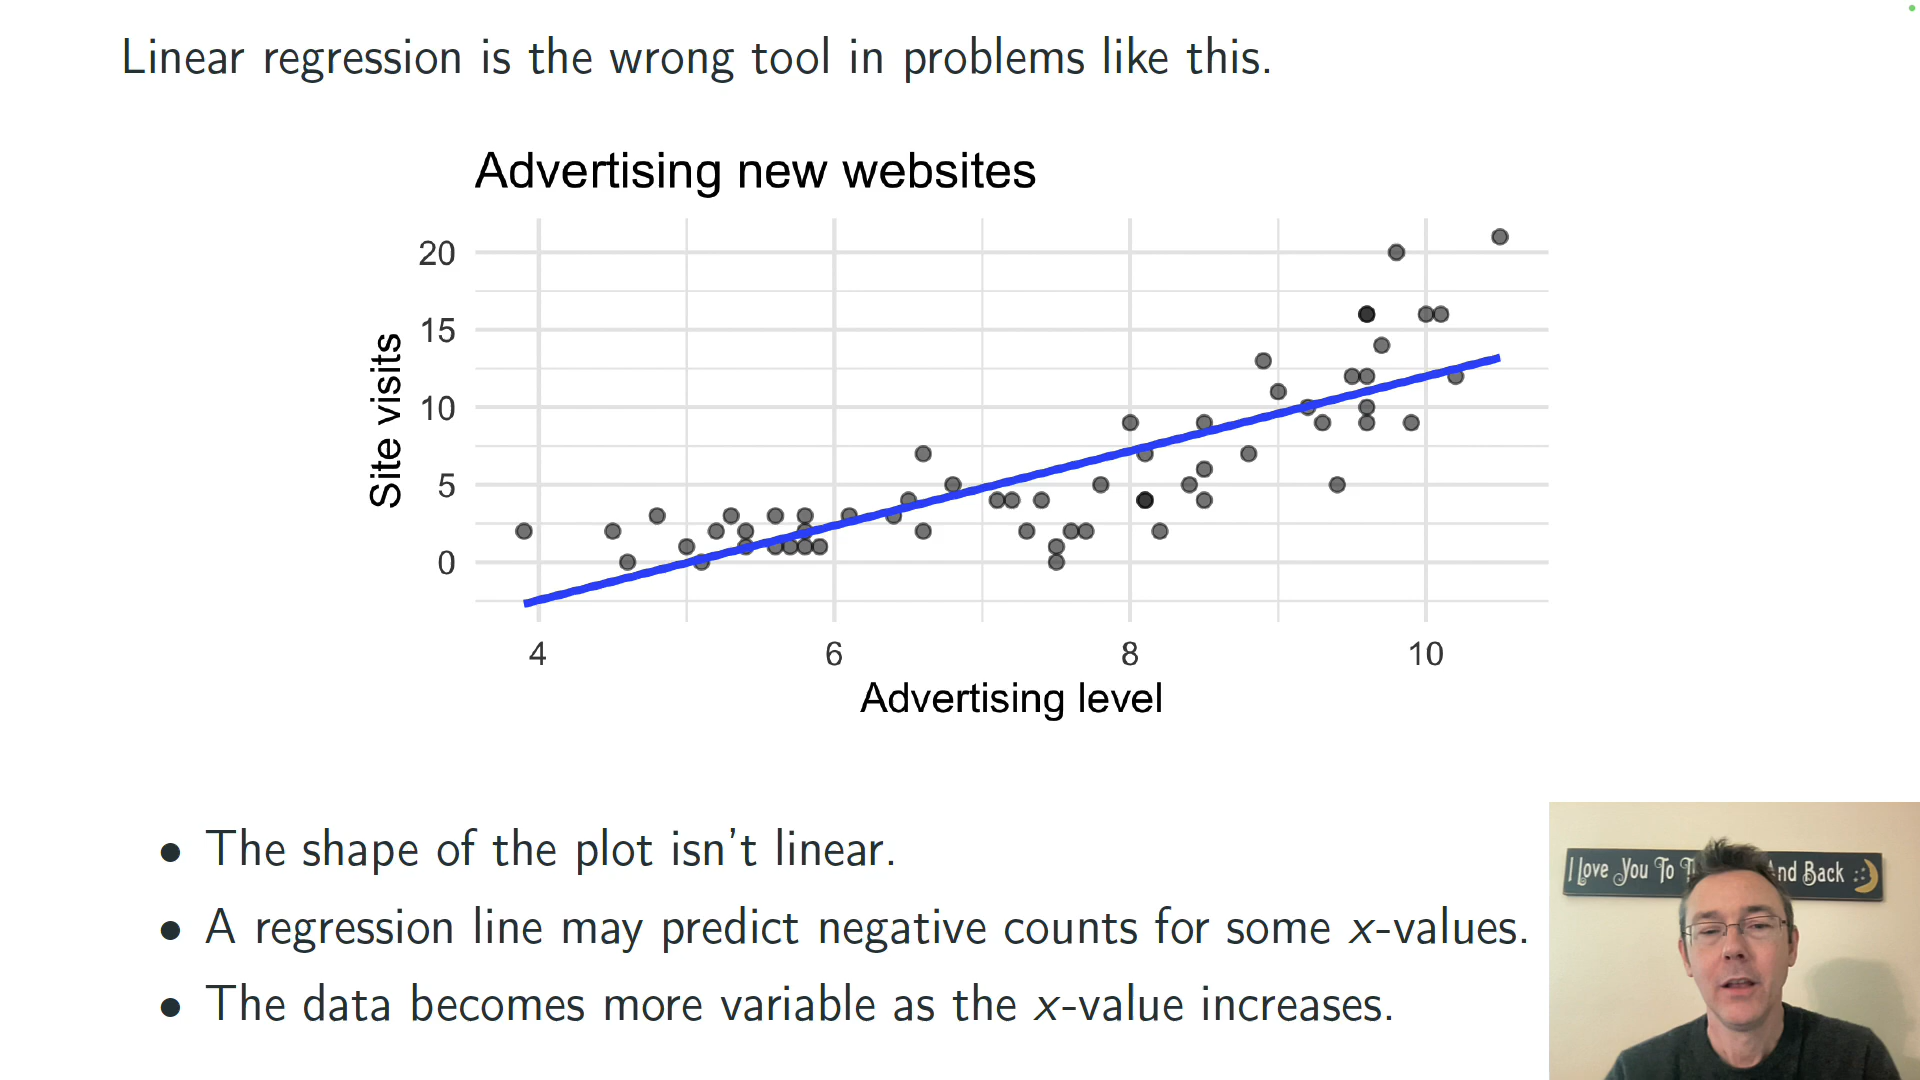 Linear regression is the wrong tool in problems like this.
Advertising new websites
20
15
10
5
0
Site visits
4 6 8 10
Advertising level
• The shape of the plot isn't linear.
• A regression line may predict negative counts for some x-values.
• The data becomes more variable as the x-value increases.
I Love You To And Back